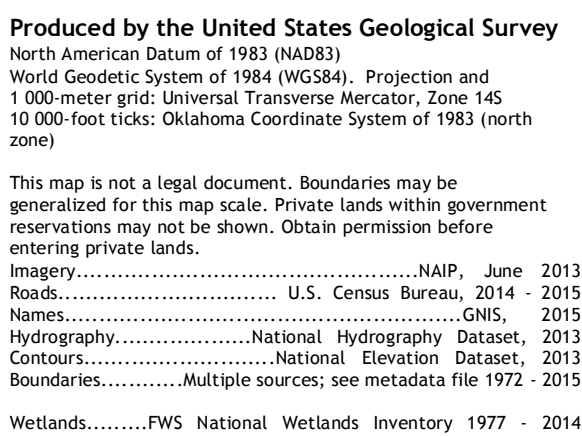 Produced by the United States Geological Survey
North American Datum of 1983 (NAD83)
World Geodetic System of 1984 (WGS84).  Projection and
1 000-meter grid: Universal Transverse Mercator, Zone 14S
10 000-foot ticks: Oklahoma Coordinate System of 1983 (north
zone)

This map is not a legal document. Boundaries may be
generalized for this map scale. Private lands within government
reservations may not be shown. Obtain permission before
entering private lands.
Imagery....................................................NAIP, June 2013
Roads................................. U.S. Census Bureau, 2014 - 2015
Names............................................................GNIS, 2015
Hydrography....................National Hydrography Dataset, 2013
Contours.............................National Elevation Dataset, 2013
Boundaries............Multiple sources; see metadata file 1972 - 2015

Wetlands.........FWS National Wetlands Inventory 1977 - 2014